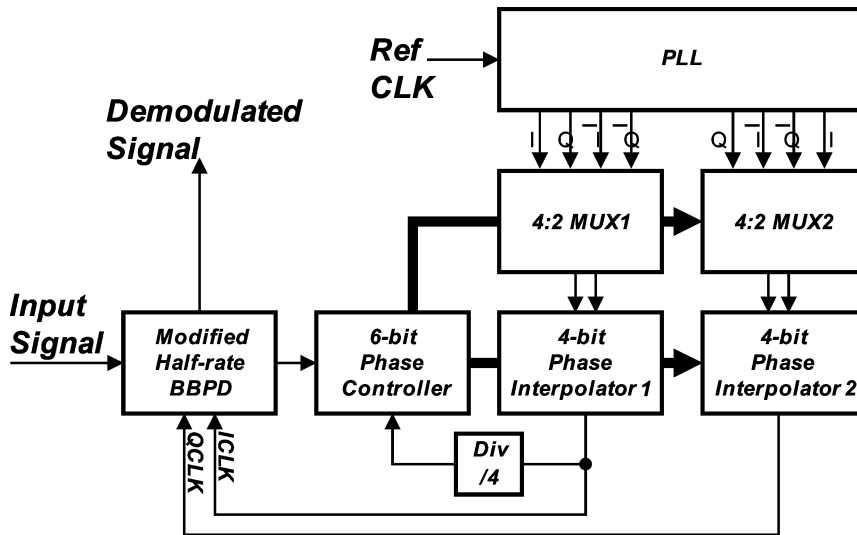 Ref
CLK
PLL
Demodulated
Signal
I Q I̅ Q̅
Q I̅ Q̅ I
4:2 MUX1
4:2 MUX2
Input
Signal
Modified
Half-rate
BBPD
6-bit
Phase
Controller
4-bit
Phase
Interpolator 1
4-bit
Phase
Interpolator 2
QCLK
ICLK
Div
/4